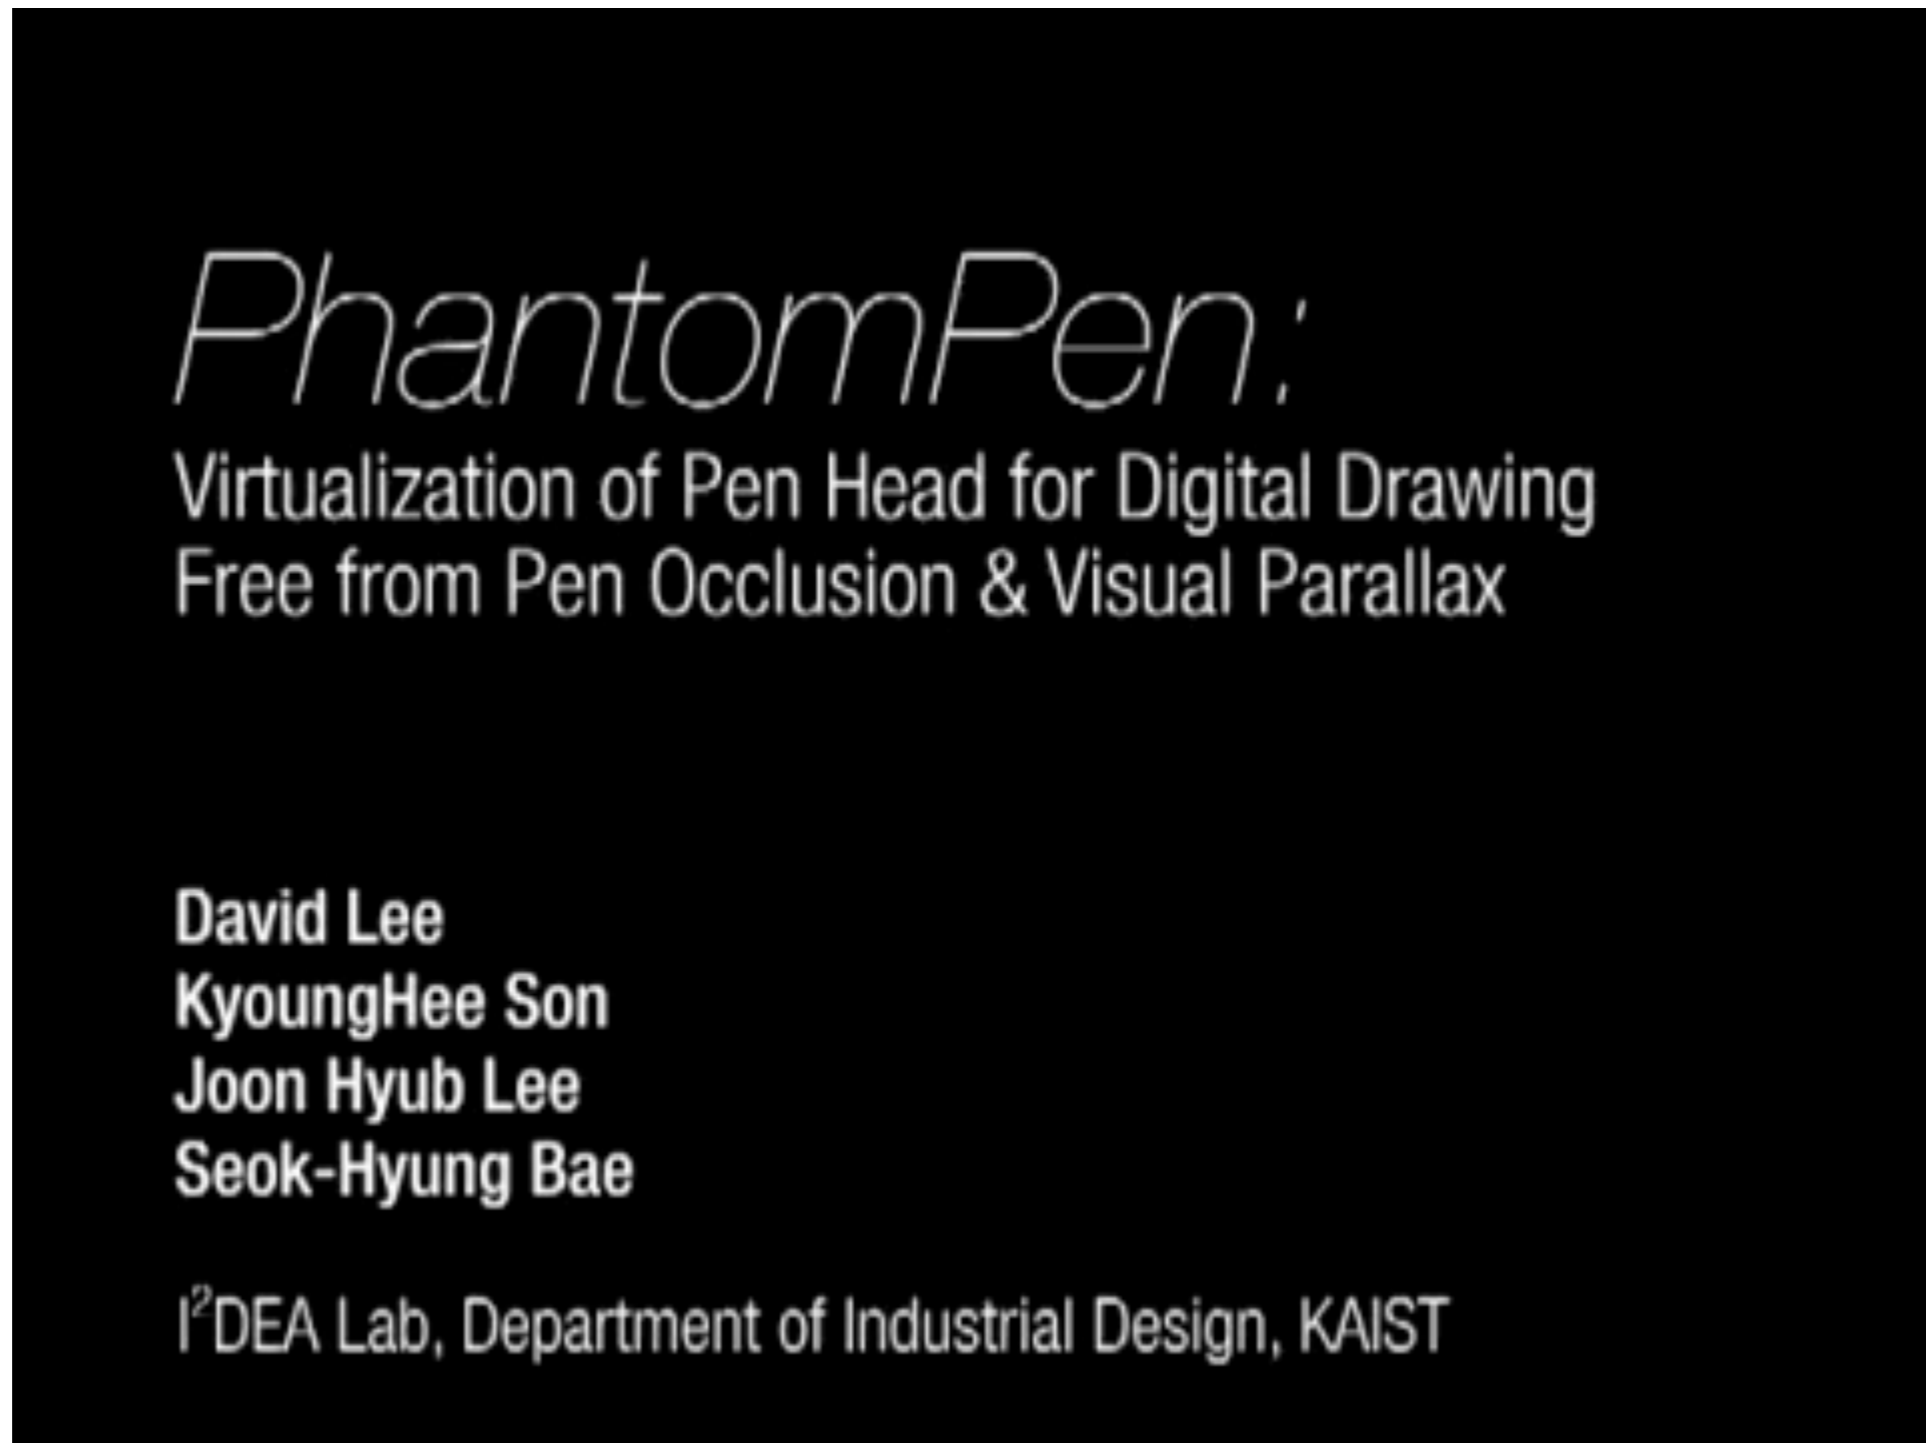 PhantomPen:
Virtualization of Pen Head for Digital Drawing
Free from Pen Occlusion & Visual Parallax
David Lee
KyoungHee Son
Joon Hyub Lee
Seok-Hyung Bae
I²DEA Lab, Department of Industrial Design, KAIST